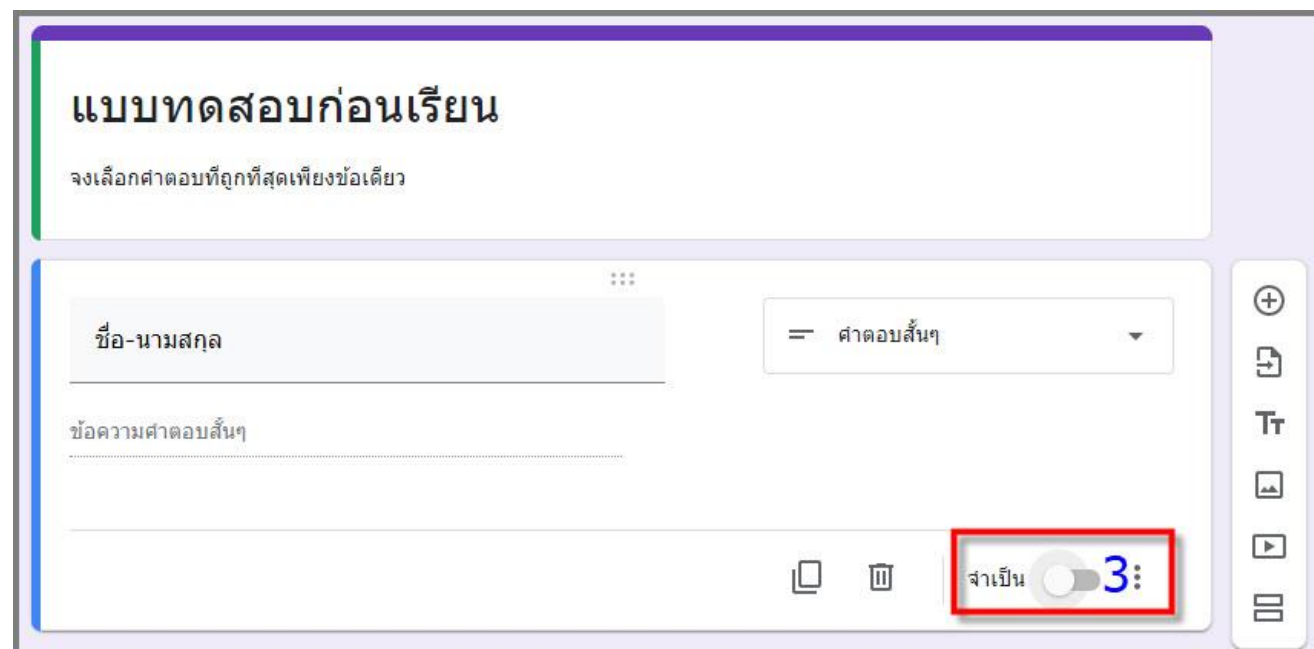 แบบทดสอบก่อนเรียน
จงเลือกคำตอบที่ถูกที่สุดเพียงข้อเดียว
ชื่อ-นามสกุล
คำตอบสั้นๆ
ข้อความคำตอบสั้นๆ
Tт
จำเป็น 3